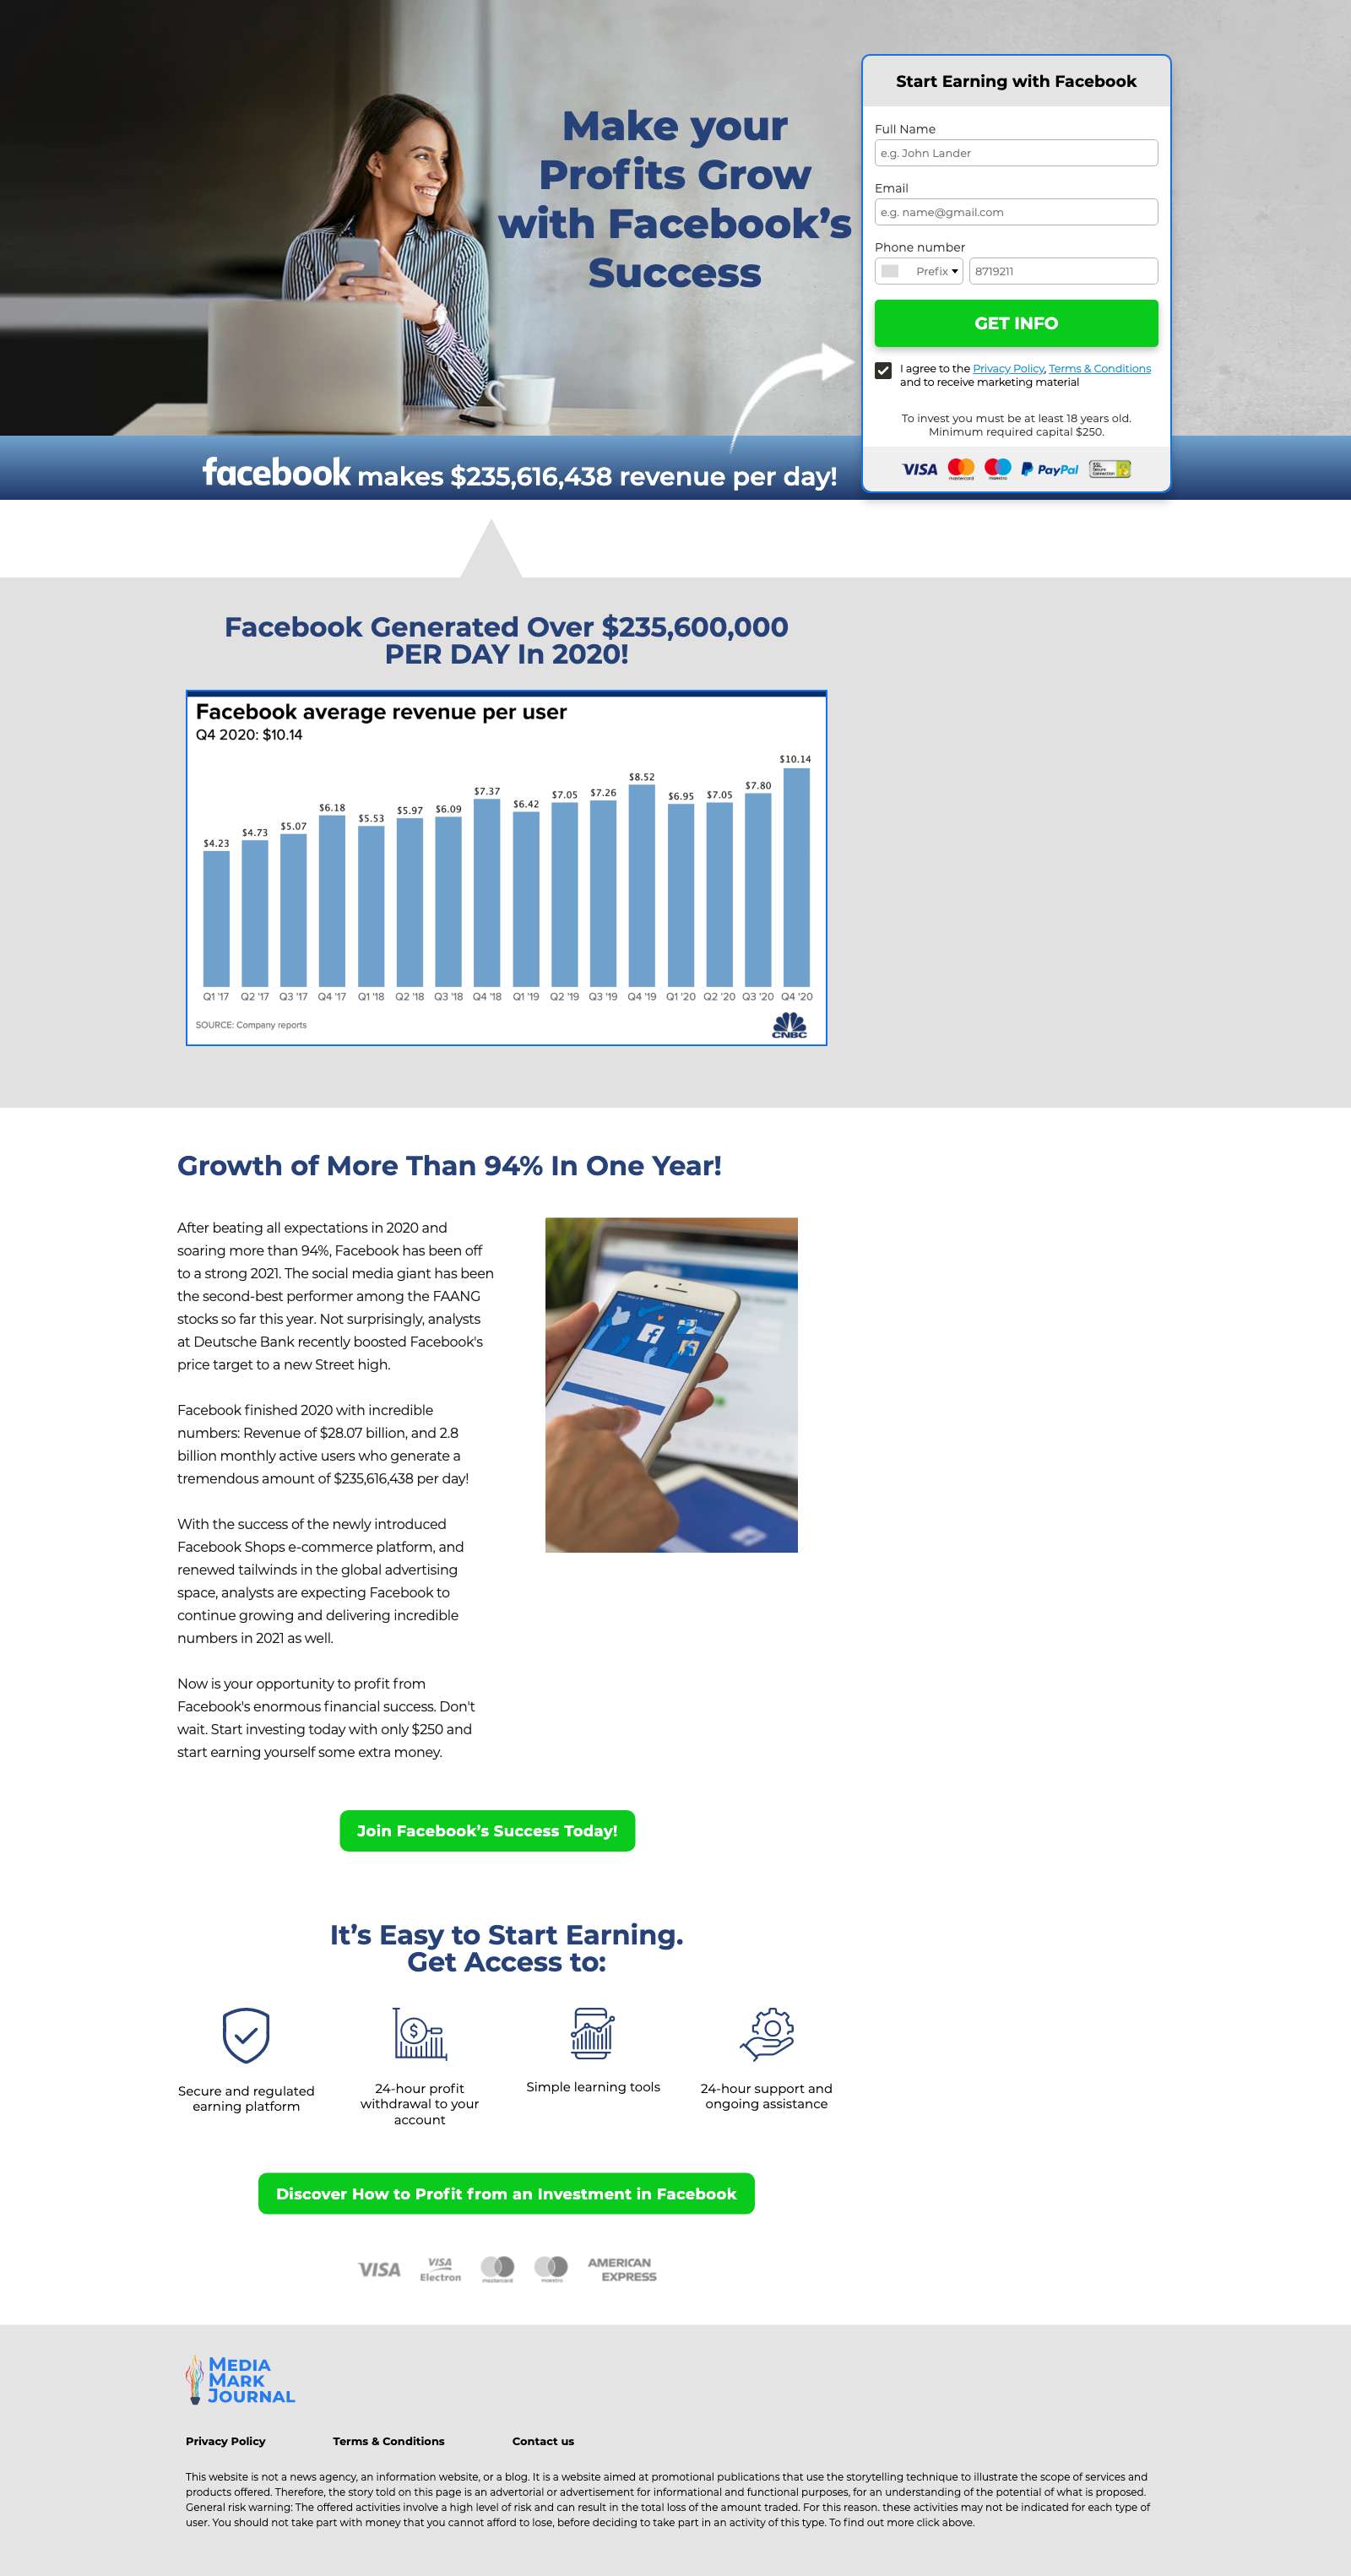 Make your
Profits Grow
with Facebook’s
Success
Start Earning with Facebook
Full Name
e.g. John Lander
Email
e.g. name@gmail.com
Phone number
Prefix
8719211
GET INFO
I agree to the Privacy Policy, Terms & Conditions
and to receive marketing material
To invest you must be at least 18 years old.
Minimum required capital $250.
VISA mastercard maestro PayPal SSL Secure Connection
facebook makes $235,616,438 revenue per day!
Facebook Generated Over $235,600,000
PER DAY In 2020!
Facebook average revenue per user
Q4 2020: $10.14
$4.23 $4.73 $5.07 $6.18 $5.53 $5.97 $6.09 $7.37 $6.42 $7.05 $7.26 $8.52 $6.95 $7.05 $7.80 $10.14
Q1 '17 Q2 '17 Q3 '17 Q4 '17 Q1 '18 Q2 '18 Q3 '18 Q4 '18 Q1 '19 Q2 '19 Q3 '19 Q4 '19 Q1 '20 Q2 '20 Q3 '20 Q4 '20
SOURCE: Company reports
CNBC
Growth of More Than 94% In One Year!
After beating all expectations in 2020 and
soaring more than 94%, Facebook has been off
to a strong 2021. The social media giant has been
the second-best performer among the FAANG
stocks so far this year. Not surprisingly, analysts
at Deutsche Bank recently boosted Facebook's
price target to a new Street high.
Facebook finished 2020 with incredible
numbers: Revenue of $28.07 billion, and 2.8
billion monthly active users who generate a
tremendous amount of $235,616,438 per day!
With the success of the newly introduced
Facebook Shops e-commerce platform, and
renewed tailwinds in the global advertising
space, analysts are expecting Facebook to
continue growing and delivering incredible
numbers in 2021 as well.
Now is your opportunity to profit from
Facebook's enormous financial success. Don't
wait. Start investing today with only $250 and
start earning yourself some extra money.
Join Facebook’s Success Today!
It’s Easy to Start Earning.
Get Access to:
Secure and regulated
earning platform
24-hour profit
withdrawal to your
account
Simple learning tools
24-hour support and
ongoing assistance
Discover How to Profit from an Investment in Facebook
VISA VISA Electron mastercard maestro AMERICAN EXPRESS
MEDIA
MARK
JOURNAL
Privacy Policy Terms & Conditions Contact us
This website is not a news agency, an information website, or a blog. It is a website aimed at promotional publications that use the storytelling technique to illustrate the scope of services and
products offered. Therefore, the story told on this page is an advertorial or advertisement for informational and functional purposes, for an understanding of the potential of what is proposed.
General risk warning: The offered activities involve a high level of risk and can result in the total loss of the amount traded. For this reason. these activities may not be indicated for each type of
user. You should not take part with money that you cannot afford to lose, before deciding to take part in an activity of this type. To find out more click above.